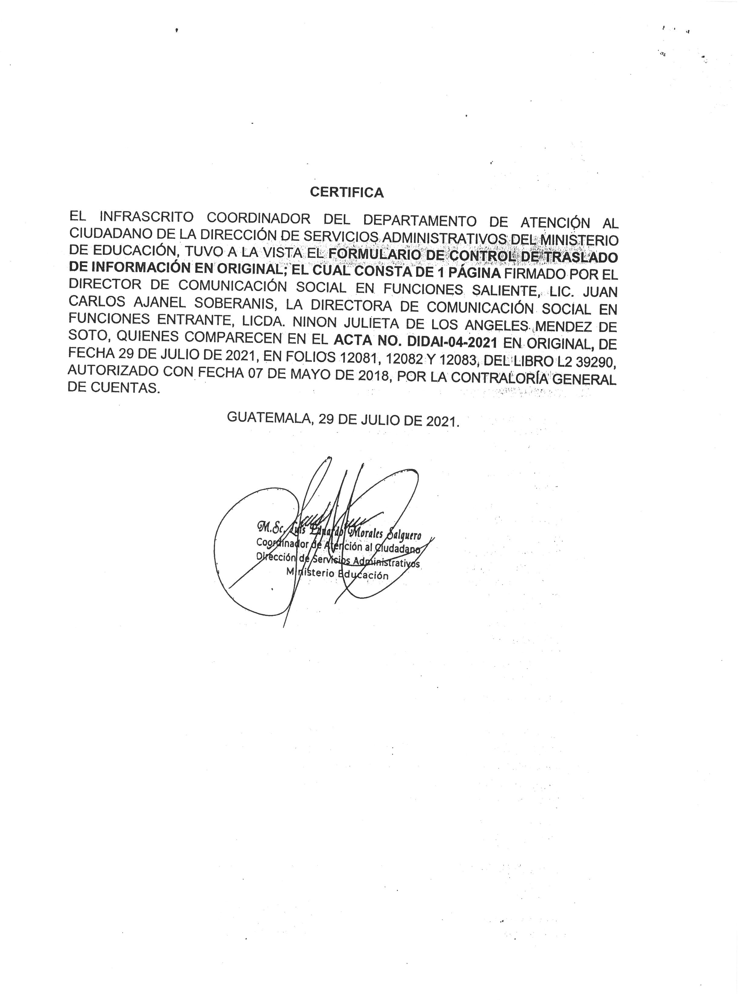 CERTIFICA
EL INFRASCRITO COORDINADOR DEL DEPARTAMENTO DE ATENCIÓN AL
CIUDADANO DE LA DIRECCIÓN DE SERVICIOS ADMINISTRATIVOS DEL MINISTERIO
DE EDUCACIÓN, TUVO A LA VISTA EL FORMULARIO DE CONTROL DE TRASLADO
DE INFORMACIÓN EN ORIGINAL; EL CUAL CONSTA DE 1 PÁGINA FIRMADO POR EL
DIRECTOR DE COMUNICACIÓN SOCIAL EN FUNCIONES SALIENTE, LIC. JUAN
CARLOS AJANEL SOBERANIS, LA DIRECTORA DE COMUNICACIÓN SOCIAL EN
FUNCIONES ENTRANTE, LICDA. NINON JULIETA DE LOS ANGELES MENDEZ DE
SOTO, QUIENES COMPARECEN EN EL ACTA NO. DIDAI-04-2021 EN ORIGINAL, DE
FECHA 29 DE JULIO DE 2021, EN FOLIOS 12081, 12082 Y 12083, DEL LIBRO L2 39290,
AUTORIZADO CON FECHA 07 DE MAYO DE 2018, POR LA CONTRALORÍA GENERAL
DE CUENTAS.
GUATEMALA, 29 DE JULIO DE 2021.
M.Sc. Luis Eduardo Morales Salguero
Coordinador de Atención al Ciudadano
Dirección de Servicios Administrativos
Ministerio Educación